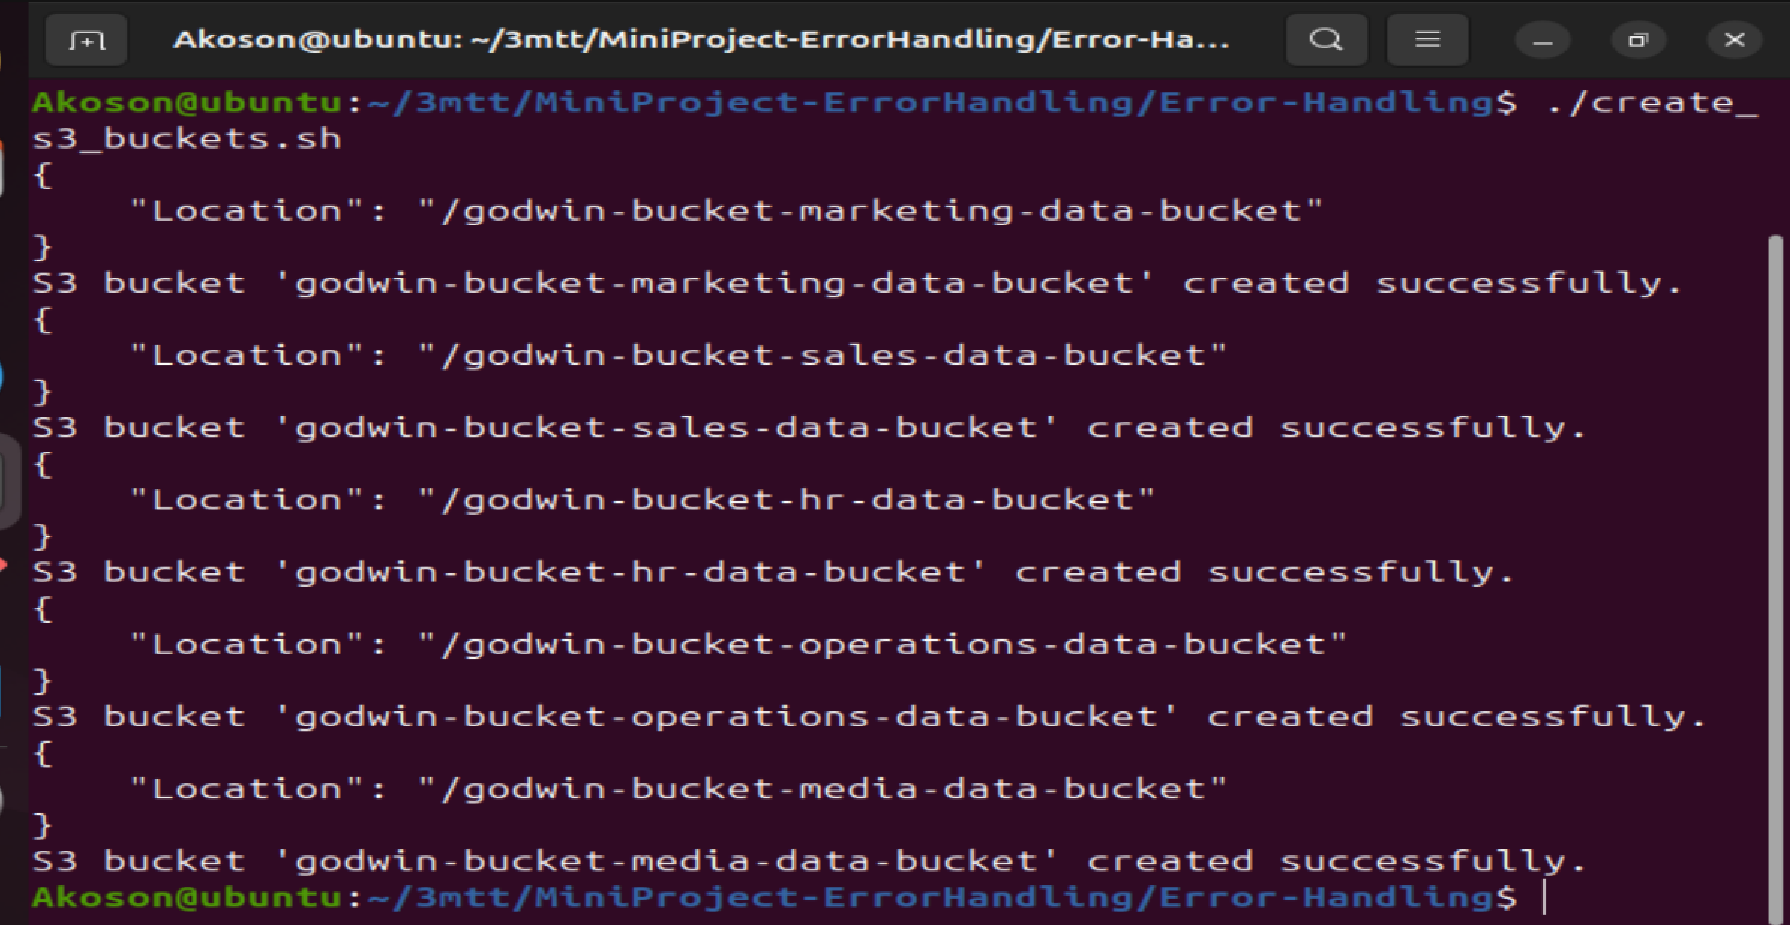 Akoson@ubuntu: ~/3mtt/MiniProject-ErrorHandling/Error-Ha...
Akoson@ubuntu:~/3mtt/MiniProject-ErrorHandling/Error-Handling$ ./create_
s3_buckets.sh
{
    "Location": "/godwin-bucket-marketing-data-bucket"
}
S3 bucket 'godwin-bucket-marketing-data-bucket' created successfully.
{
    "Location": "/godwin-bucket-sales-data-bucket"
}
S3 bucket 'godwin-bucket-sales-data-bucket' created successfully.
{
    "Location": "/godwin-bucket-hr-data-bucket"
}
S3 bucket 'godwin-bucket-hr-data-bucket' created successfully.
{
    "Location": "/godwin-bucket-operations-data-bucket"
}
S3 bucket 'godwin-bucket-operations-data-bucket' created successfully.
{
    "Location": "/godwin-bucket-media-data-bucket"
}
S3 bucket 'godwin-bucket-media-data-bucket' created successfully.
Akoson@ubuntu:~/3mtt/MiniProject-ErrorHandling/Error-Handling$